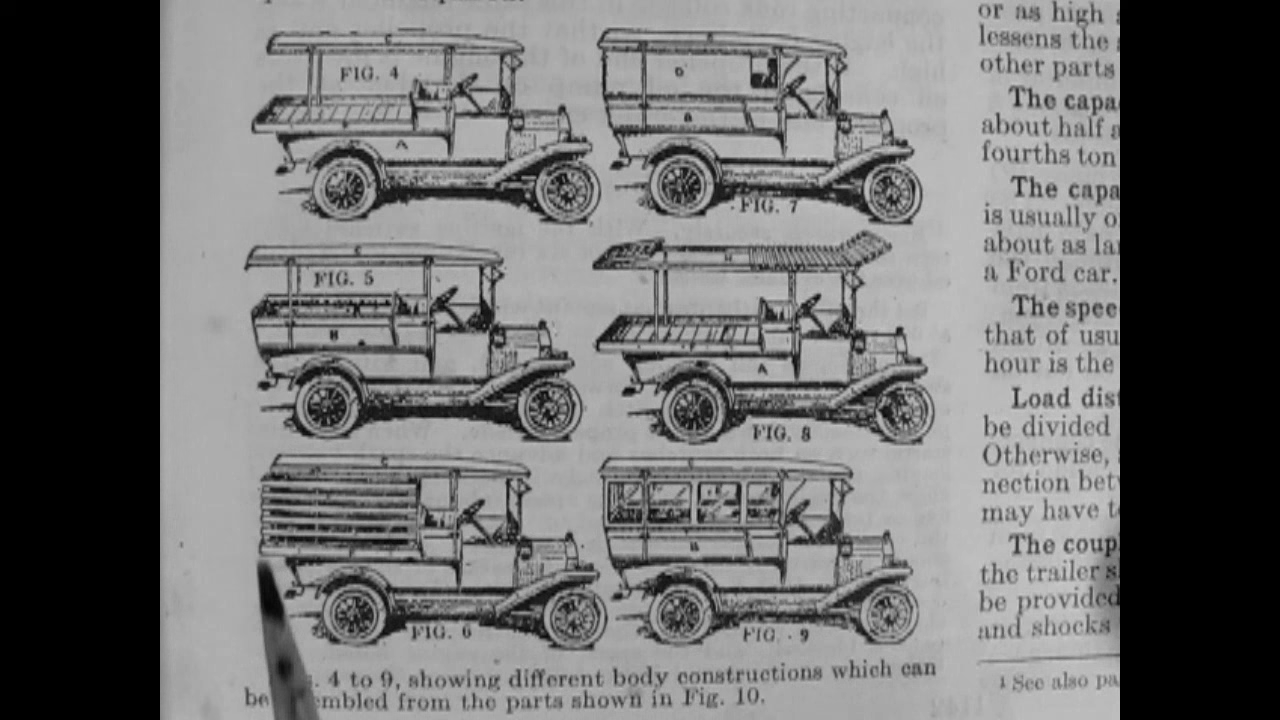 FIG. 4
FIG. 7
FIG. 5
FIG. 8
FIG. 6
FIG. 9
4 to 9, showing different body constructions which can
from the parts shown in Fig. 10.
or as high
lessens the
other parts
The capa
about half a
fourths ton
The capa
is usually o
about as la
a Ford car.
The spee
that of usu
hour is the
Load dist
be divided
Otherwise,
nection bet
may have t
The coup
the trailer s
be provided
and shocks
1 See also pa